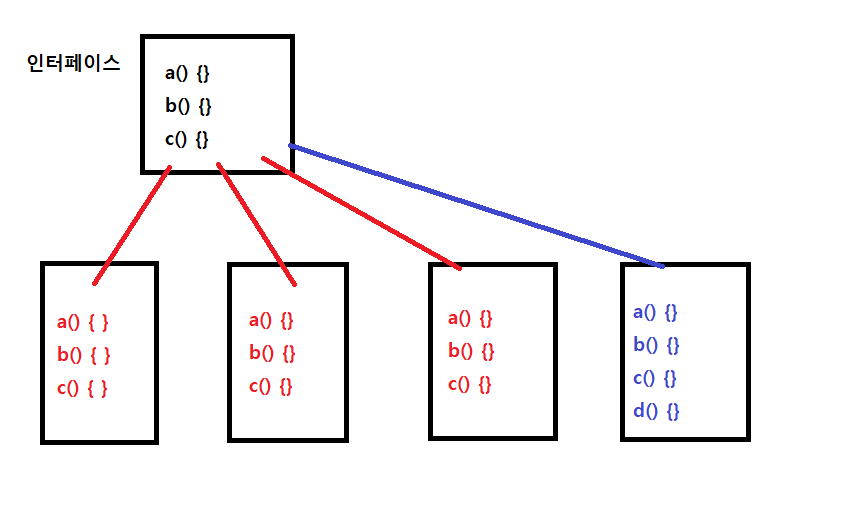 인터페이스
a() {}
b() {}
c() {}
a() { }
b() { }
c() { }
a() {}
b() {}
c() {}
a() {}
b() {}
c() {}
a() {}
b() {}
c() {}
d() {}